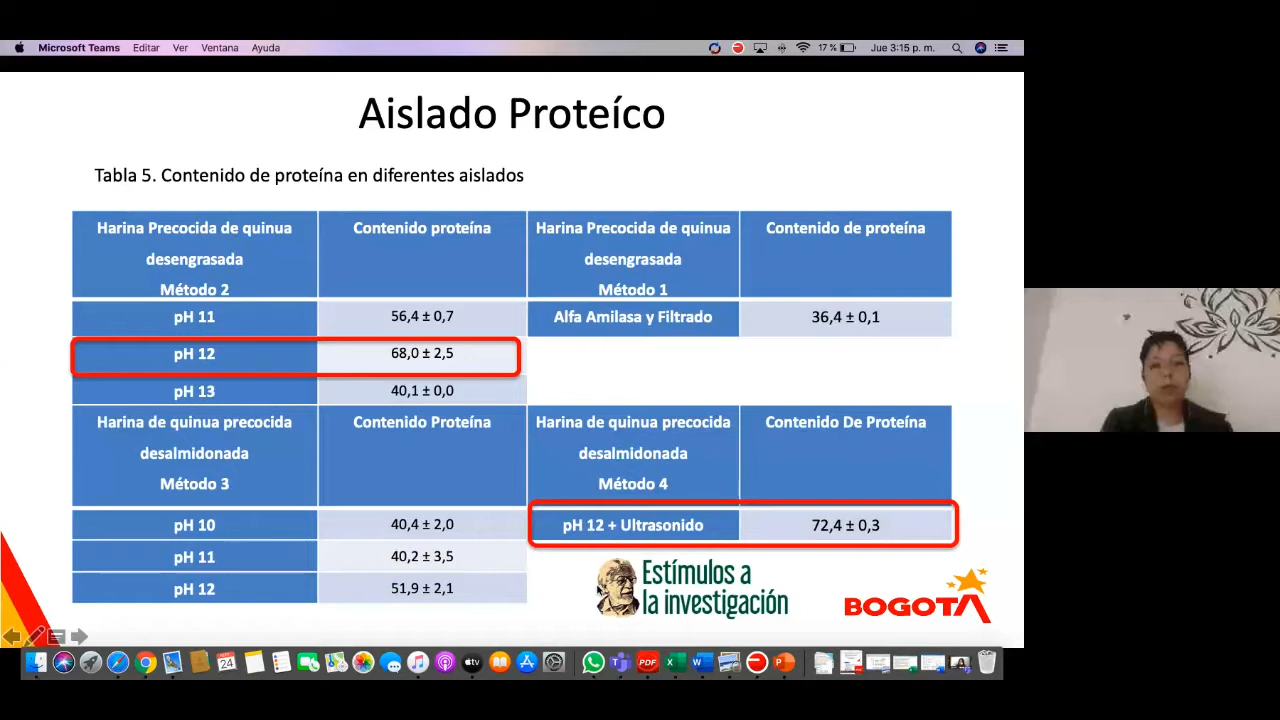 Microsoft Teams Editar Ver Ventana Ayuda 17 % Jue 3:15 p. m.
Aislado Proteíco
Tabla 5. Contenido de proteína en diferentes aislados
Harina Precocida de quinua desengrasada Método 2 Contenido proteína Harina Precocida de quinua desengrasada Método 1 Contenido de proteína
pH 11 56,4 ± 0,7 Alfa Amilasa y Filtrado 36,4 ± 0,1
pH 12 68,0 ± 2,5
pH 13 40,1 ± 0,0
Harina de quinua precocida desalmidonada Método 3 Contenido Proteína Harina de quinua precocida desalmidonada Método 4 Contenido De Proteína
pH 10 40,4 ± 2,0 pH 12 + Ultrasonido 72,4 ± 0,3
pH 11 40,2 ± 3,5
pH 12 51,9 ± 2,1
Estímulos a
la investigación
BOGOTA
24
PDF